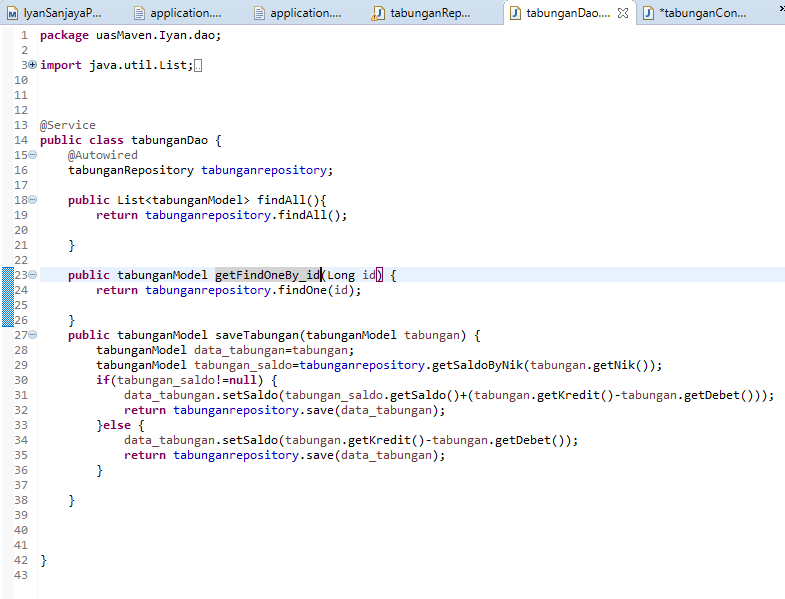 IyanSanjayaP... application.... application.... tabunganRep... tabunganDao.... *tabunganCon...
1 package uasMaven.Iyan.dao;
2
3 import java.util.List;
10
11
12
13 @Service
14 public class tabunganDao {
15 @Autowired
16 tabunganRepository tabunganrepository;
17
18 public List<tabunganModel> findAll(){
19 return tabunganrepository.findAll();
20
21 }
22
23 public tabunganModel getFindOneBy_id(Long id) {
24 return tabunganrepository.findOne(id);
25
26 }
27 public tabunganModel saveTabungan(tabunganModel tabungan) {
28 tabunganModel data_tabungan=tabungan;
29 tabunganModel tabungan_saldo=tabunganrepository.getSaldoByNik(tabungan.getNik());
30 if(tabungan_saldo!=null) {
31 data_tabungan.setSaldo(tabungan_saldo.getSaldo()+(tabungan.getKredit()-tabungan.getDebet()));
32 return tabunganrepository.save(data_tabungan);
33 }else {
34 data_tabungan.setSaldo(tabungan.getKredit()-tabungan.getDebet());
35 return tabunganrepository.save(data_tabungan);
36 }
37
38 }
39
40
41
42 }
43